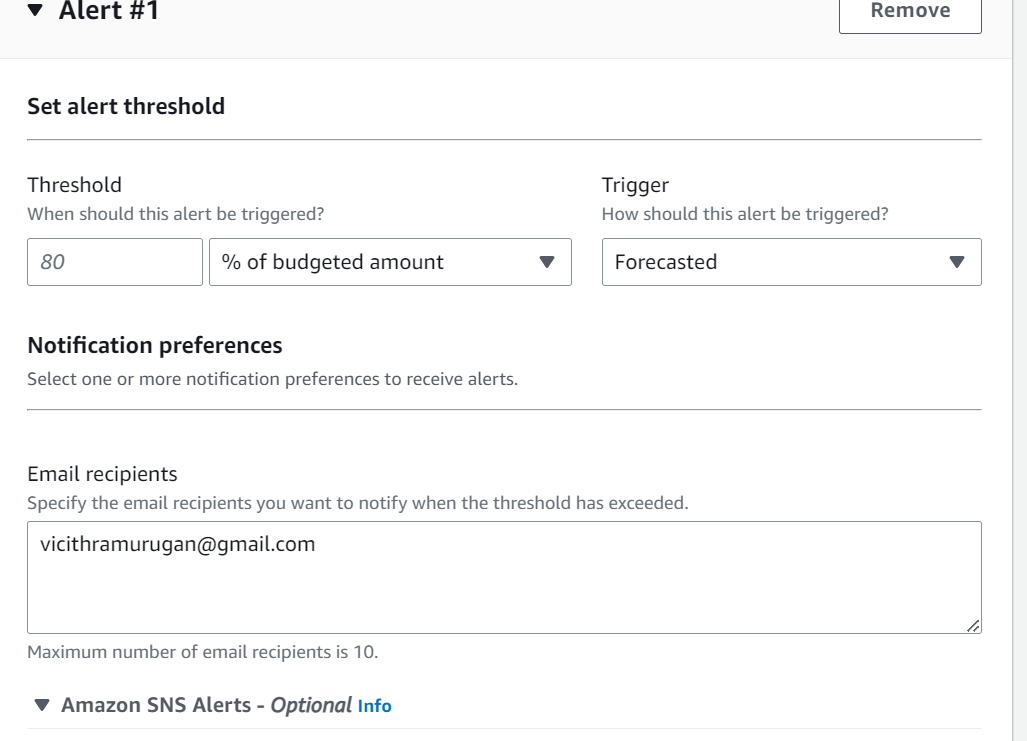 Alert #1
Remove
Set alert threshold
Threshold
When should this alert be triggered?
80
% of budgeted amount
Trigger
How should this alert be triggered?
Forecasted
Notification preferences
Select one or more notification preferences to receive alerts.
Email recipients
Specify the email recipients you want to notify when the threshold has exceeded.
vicithramurugan@gmail.com
Maximum number of email recipients is 10.
Amazon SNS Alerts - Optional Info